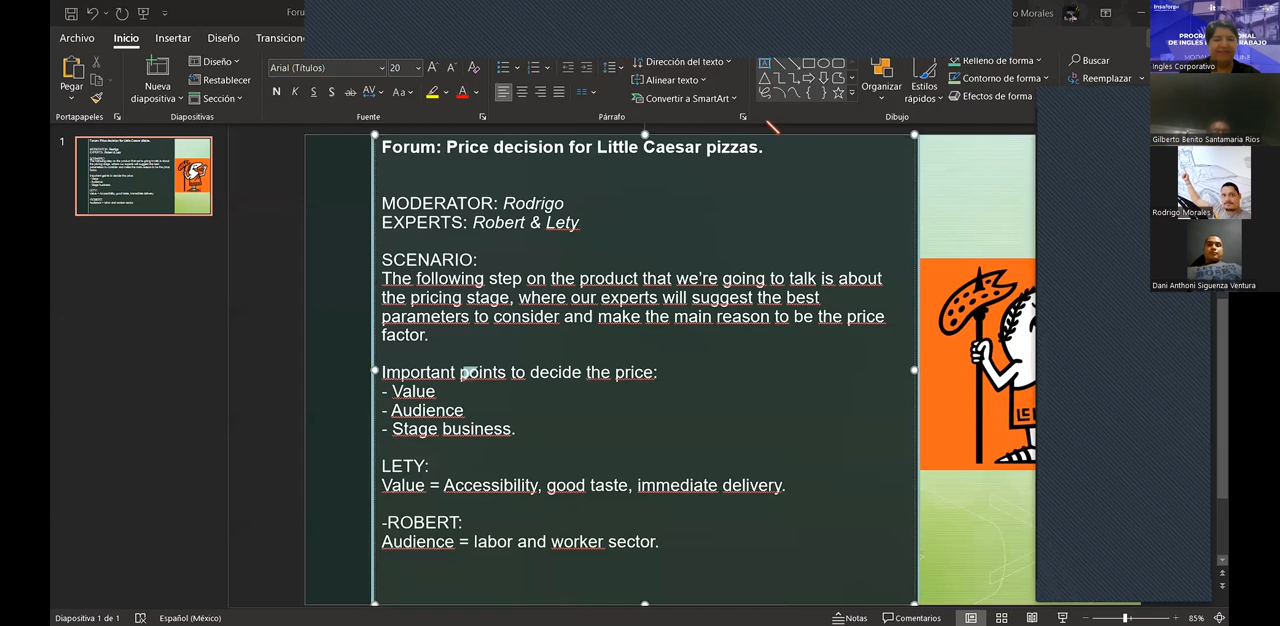 Foru
o Morales
Archivo
Inicio
Insertar
Diseño
Transicion
Pegar
Nueva
diapositiva
Diseño
Restablecer
Sección
Arial (Títulos)
20
N
K
S
S
ab
AV
Aa
A
Dirección del texto
Alinear texto
Convertir a SmartArt
Organizar
Estilos
rápidos
Relleno de forma
Contorno de forma
Efectos de forma
Buscar
Reemplazar
Portapapeles
Diapositivas
Fuente
Párrafo
Dibujo
1
Forum: Price decision for Little Caesar pizzas.
MODERATOR: Rodrigo
EXPERTS: Robert & Lety
SCENARIO:
The following step on the product that we're going to talk is about
the pricing stage, where our experts will suggest the best
parameters to consider and make the main reason to be the price
factor.
Important points to decide the price:
- Value
- Audience
- Stage business.
LETY:
Value = Accessibility, good taste, immediate delivery.
-ROBERT:
Audience = labor and worker sector.
Insaforp
Ingles Corporativo
Gilberto Benito Santamaria Rios
Rodrigo Morales
Dani Anthoni Siguenza Ventura
Diapositiva 1 de 1
Español (México)
Notas
Comentarios
85%